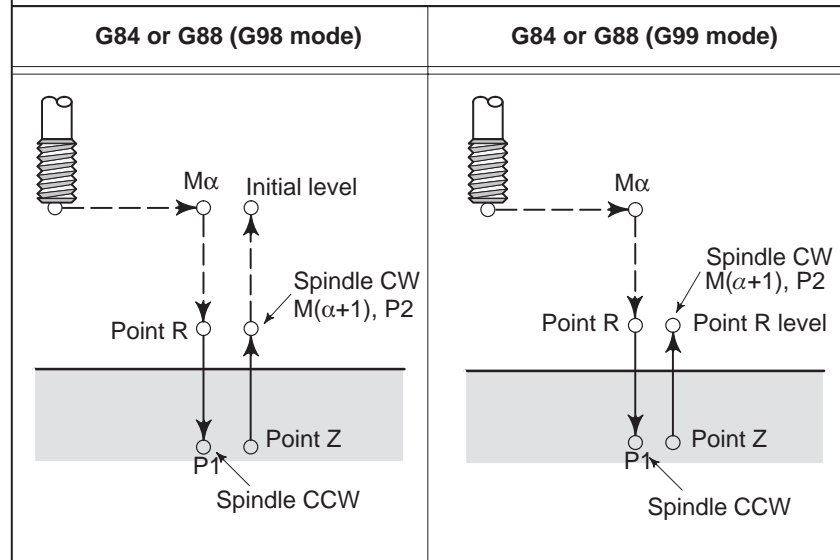 G84 or G88 (G98 mode)
G84 or G88 (G99 mode)
Mα
Initial level
Spindle CW
M(α+1), P2
Point R
Point Z
P1
Spindle CCW
Mα
Spindle CW
M(α+1), P2
Point R
Point R level
Point Z
P1
Spindle CCW